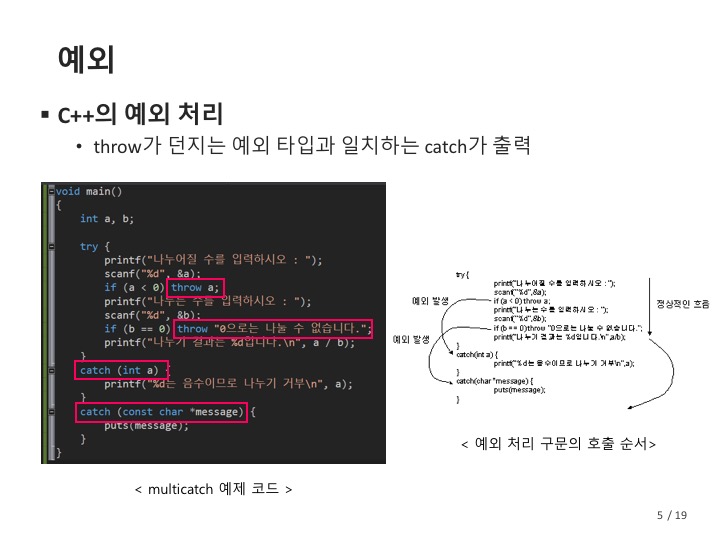 예외
▪ C++의 예외 처리
• throw가 던지는 예외 타입과 일치하는 catch가 출력
void main()
{
int a, b;
try {
printf("나누어질 수를 입력하시오 : ");
scanf("%d", &a);
if (a < 0) throw a;
printf("나누는 수를 입력하시오 : ");
scanf("%d", &b);
if (b == 0) throw "0으로는 나눌 수 없습니다.";
printf("나누기 결과는 %d입니다.\n", a / b);
}
catch (int a) {
printf("%d는 음수이므로 나누기 거부\n", a);
}
catch (const char *message) {
puts(message);
}
}
< multicatch 예제 코드 >
try {
printf("나누어질 수를 입력하시오 : ");
scanf("%d",&a);
if (a < 0) throw a;
printf("나누는 수를 입력하시오 : ");
scanf("%d",&b);
if (b == 0) throw "0으로는 나눌 수 없습니다.";
printf("나누기 결과는 %d입니다.\n",a/b);
}
catch(int a) {
printf("%d는 음수이므로 나누기 거부\n",a);
}
catch(char *message) {
puts(message);
}
예외 발생
예외 발생
정상적인 흐름
< 예외 처리 구문의 호출 순서>
5 / 19